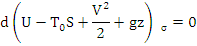 d(U − T₀S + V²/2 + gz) σ = 0